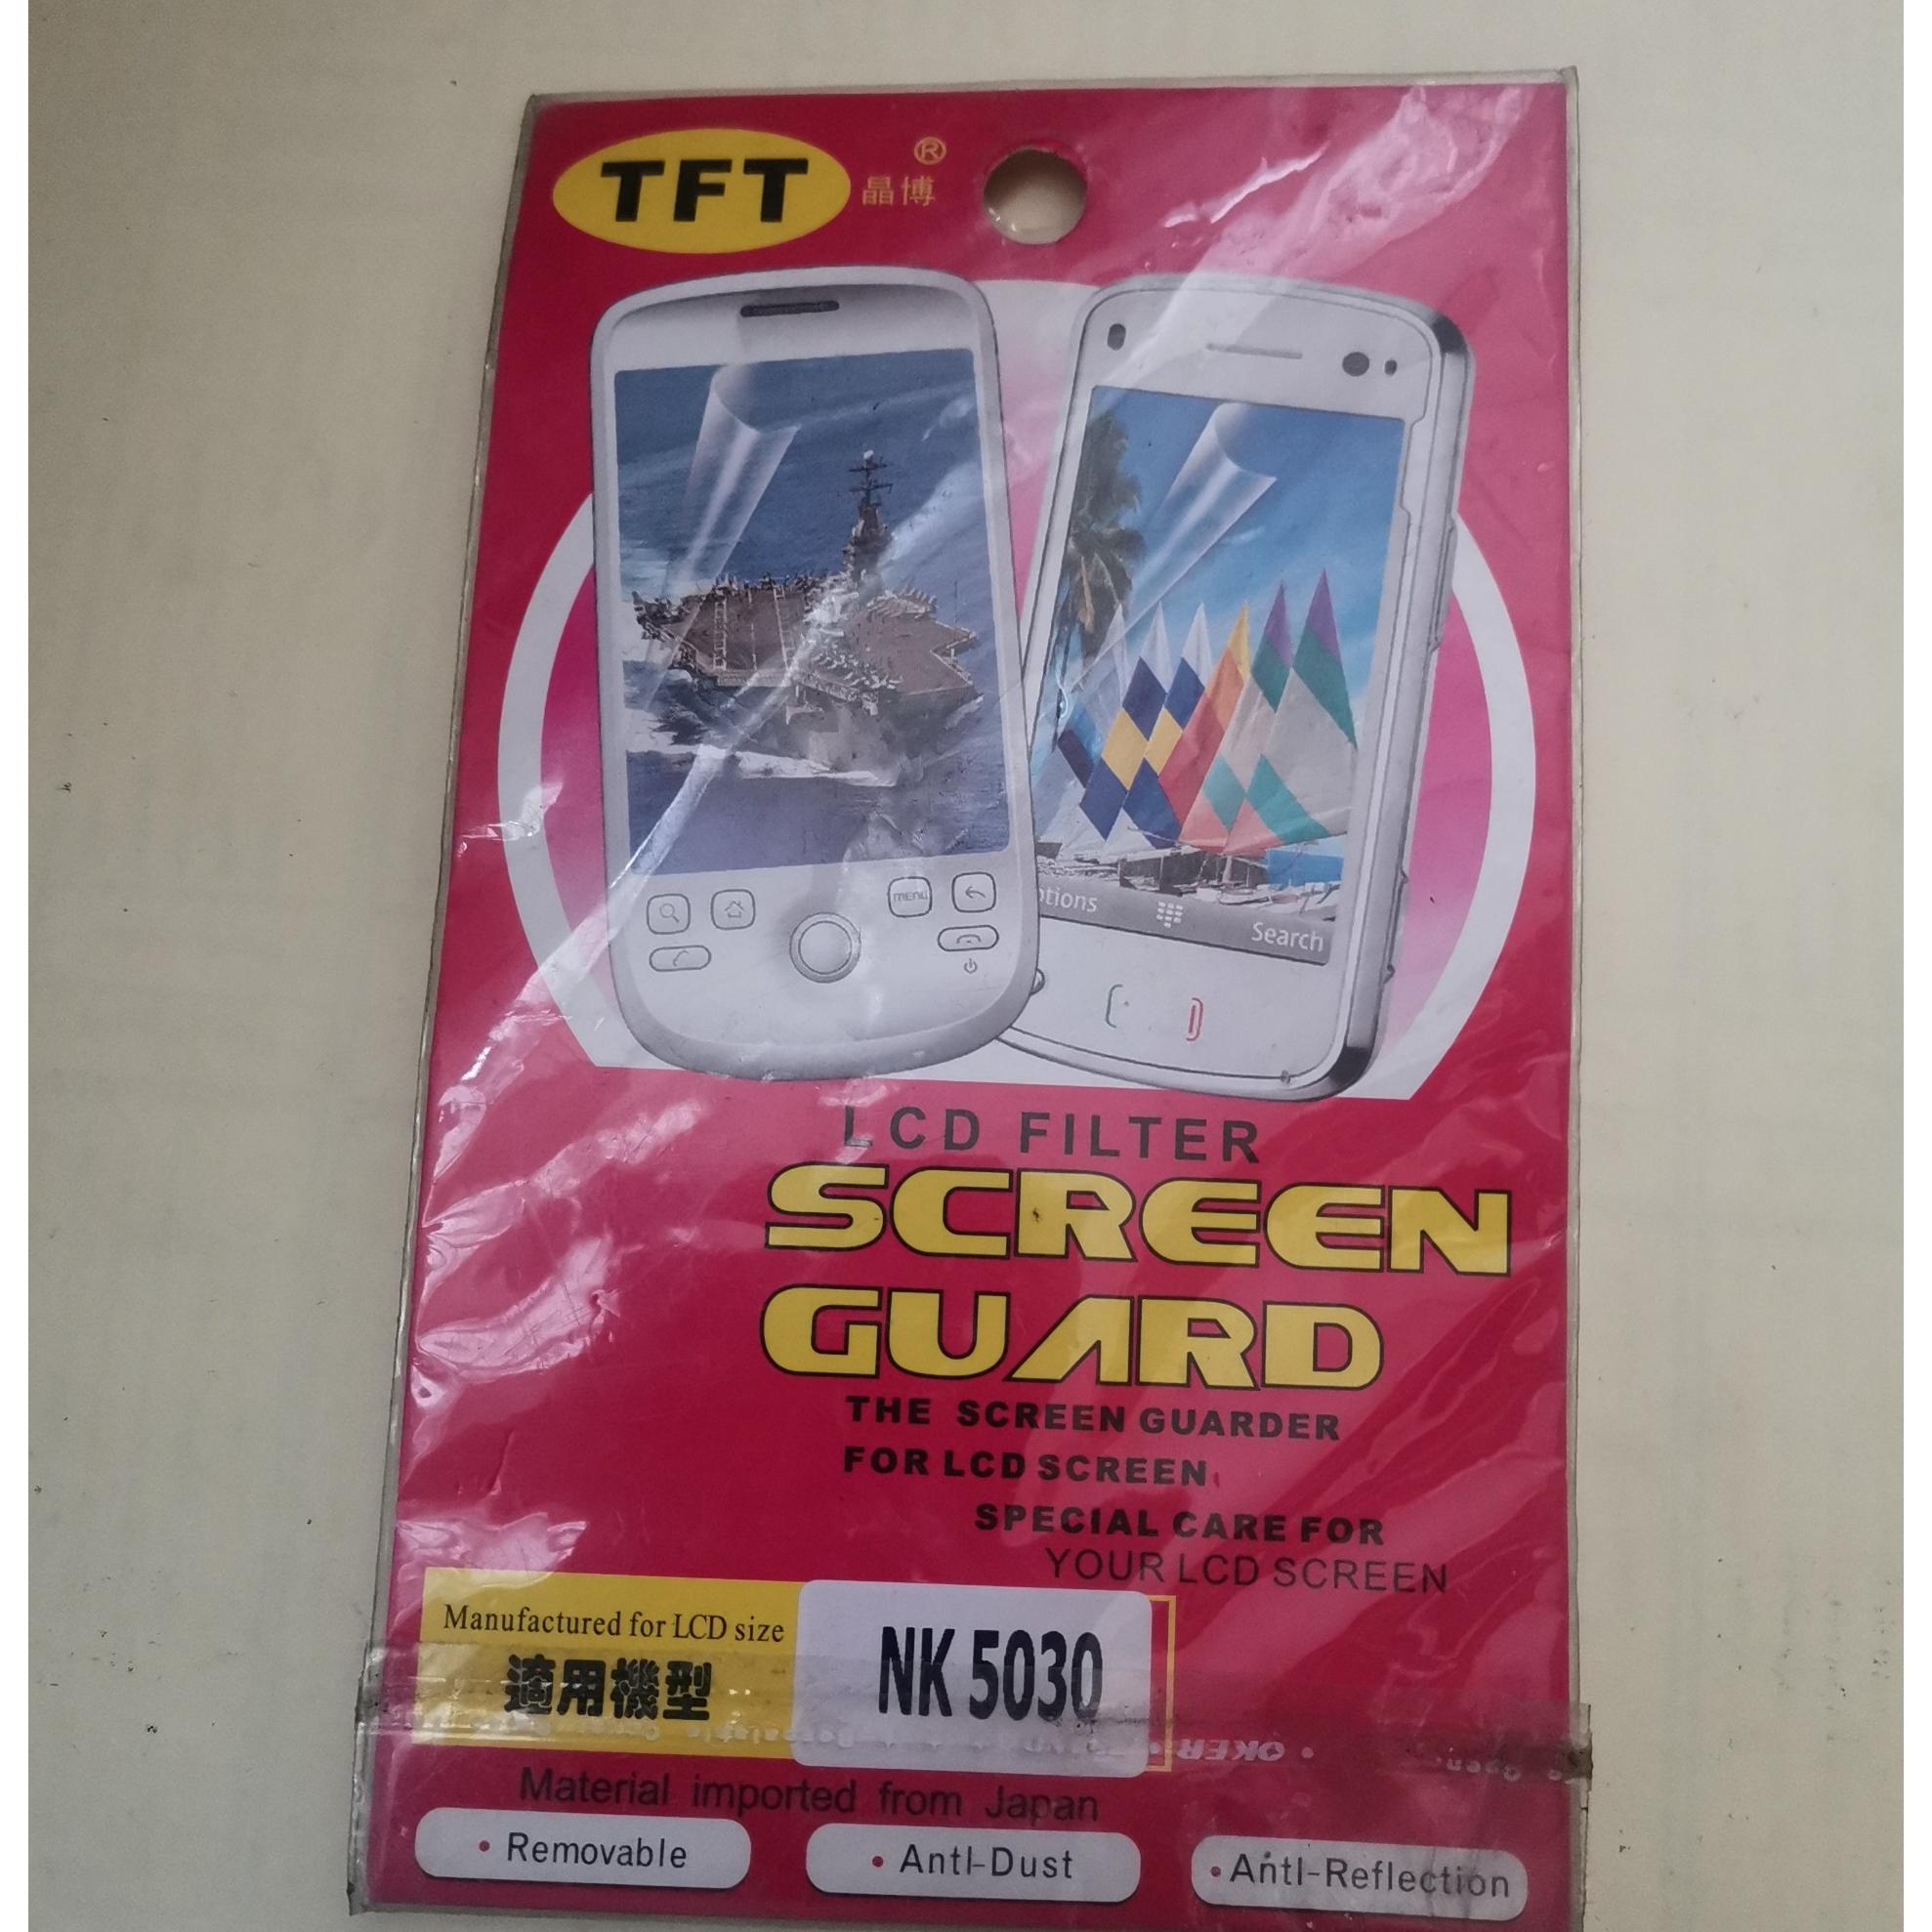 TFT
®
晶博
MENU
Search
LCD FILTER
SCREEN
GUARD
THE SCREEN GUARDER
FOR LCD SCREEN
SPECIAL CARE FOR
YOUR LCD SCREEN
Manufactured for LCD size
適用機型
NK 5030
Material imported from Japan
• Removable
• AntI-Dust
• AntI-Reflection